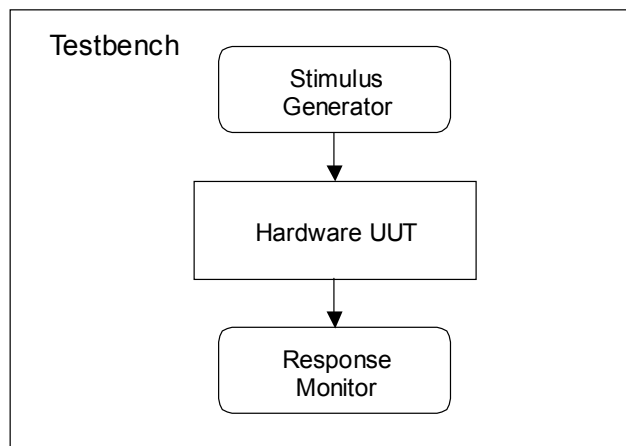 Testbench
Stimulus
Generator
Hardware UUT
Response
Monitor